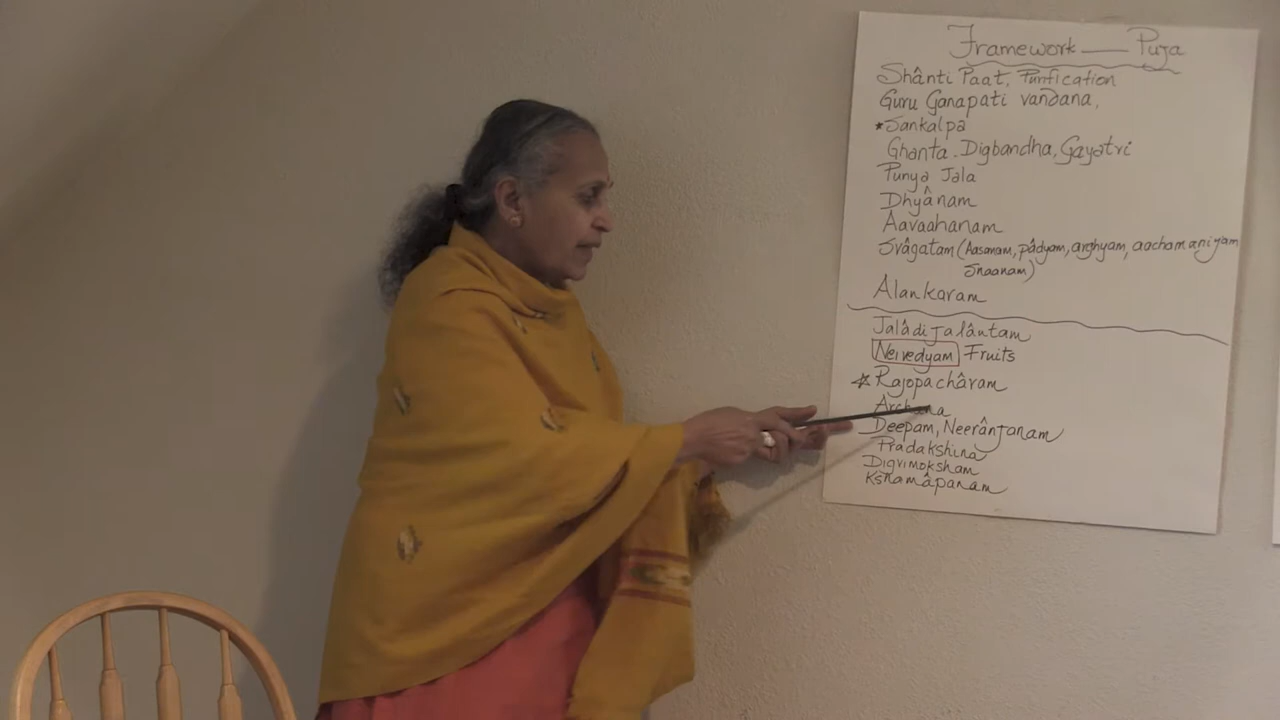 Framework — Puja
Shânti Paat, Purification
Guru Ganapati vandana,
*Sankalpa
Ghanta - Digbandha, Gayatri
Punya Jala
Dhyânam
Aavaahanam
Svâgatam (Aasanam, pâdyam, arghyam, aachamaniyam
Snaanam)
Alankaram
Jalâdi jalântam
Neivedyam Fruits
☆ Rajopachâram
Archana
Deepam, Neerânjanam
Pradakshina
Digvimoksham
Kshamâpanam